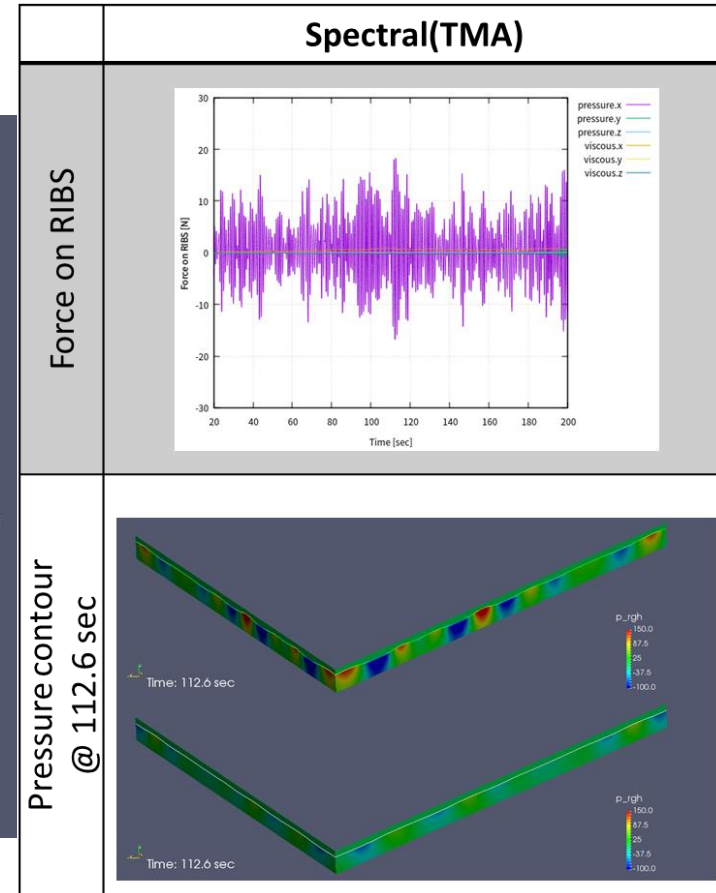 Spectral(TMA)
Force on RIBS
30
20
10
0
-10
-20
-30
Force on RIBS [N]
20 40 60 80 100 120 140 160 180 200
Time [sec]
pressure.x
pressure.y
pressure.z
viscous.x
viscous.y
viscous.z
Pressure contour
@ 112.6 sec
p_rgh
150.0
87.5
25
-37.5
-100.0
Time: 112.6 sec
p_rgh
150.0
87.5
25
-37.5
-100.0
Time: 112.6 sec